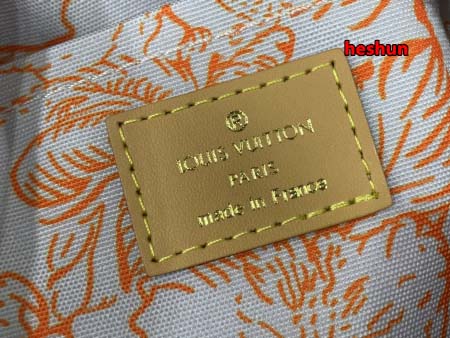 heshun
®
LOUIS VUITTON
PARIS
made in France